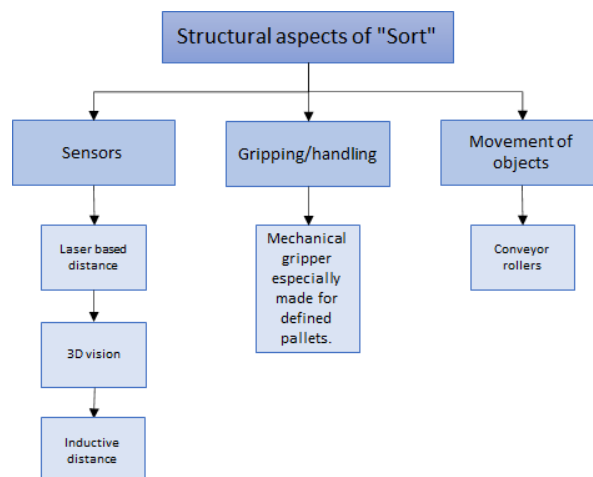 Structural aspects of "Sort"
Sensors
Gripping/handling
Movement of
objects
Laser based
distance
Mechanical
gripper
especially
made for
defined
pallets.
Conveyor
rollers
3D vision
Inductive
distance